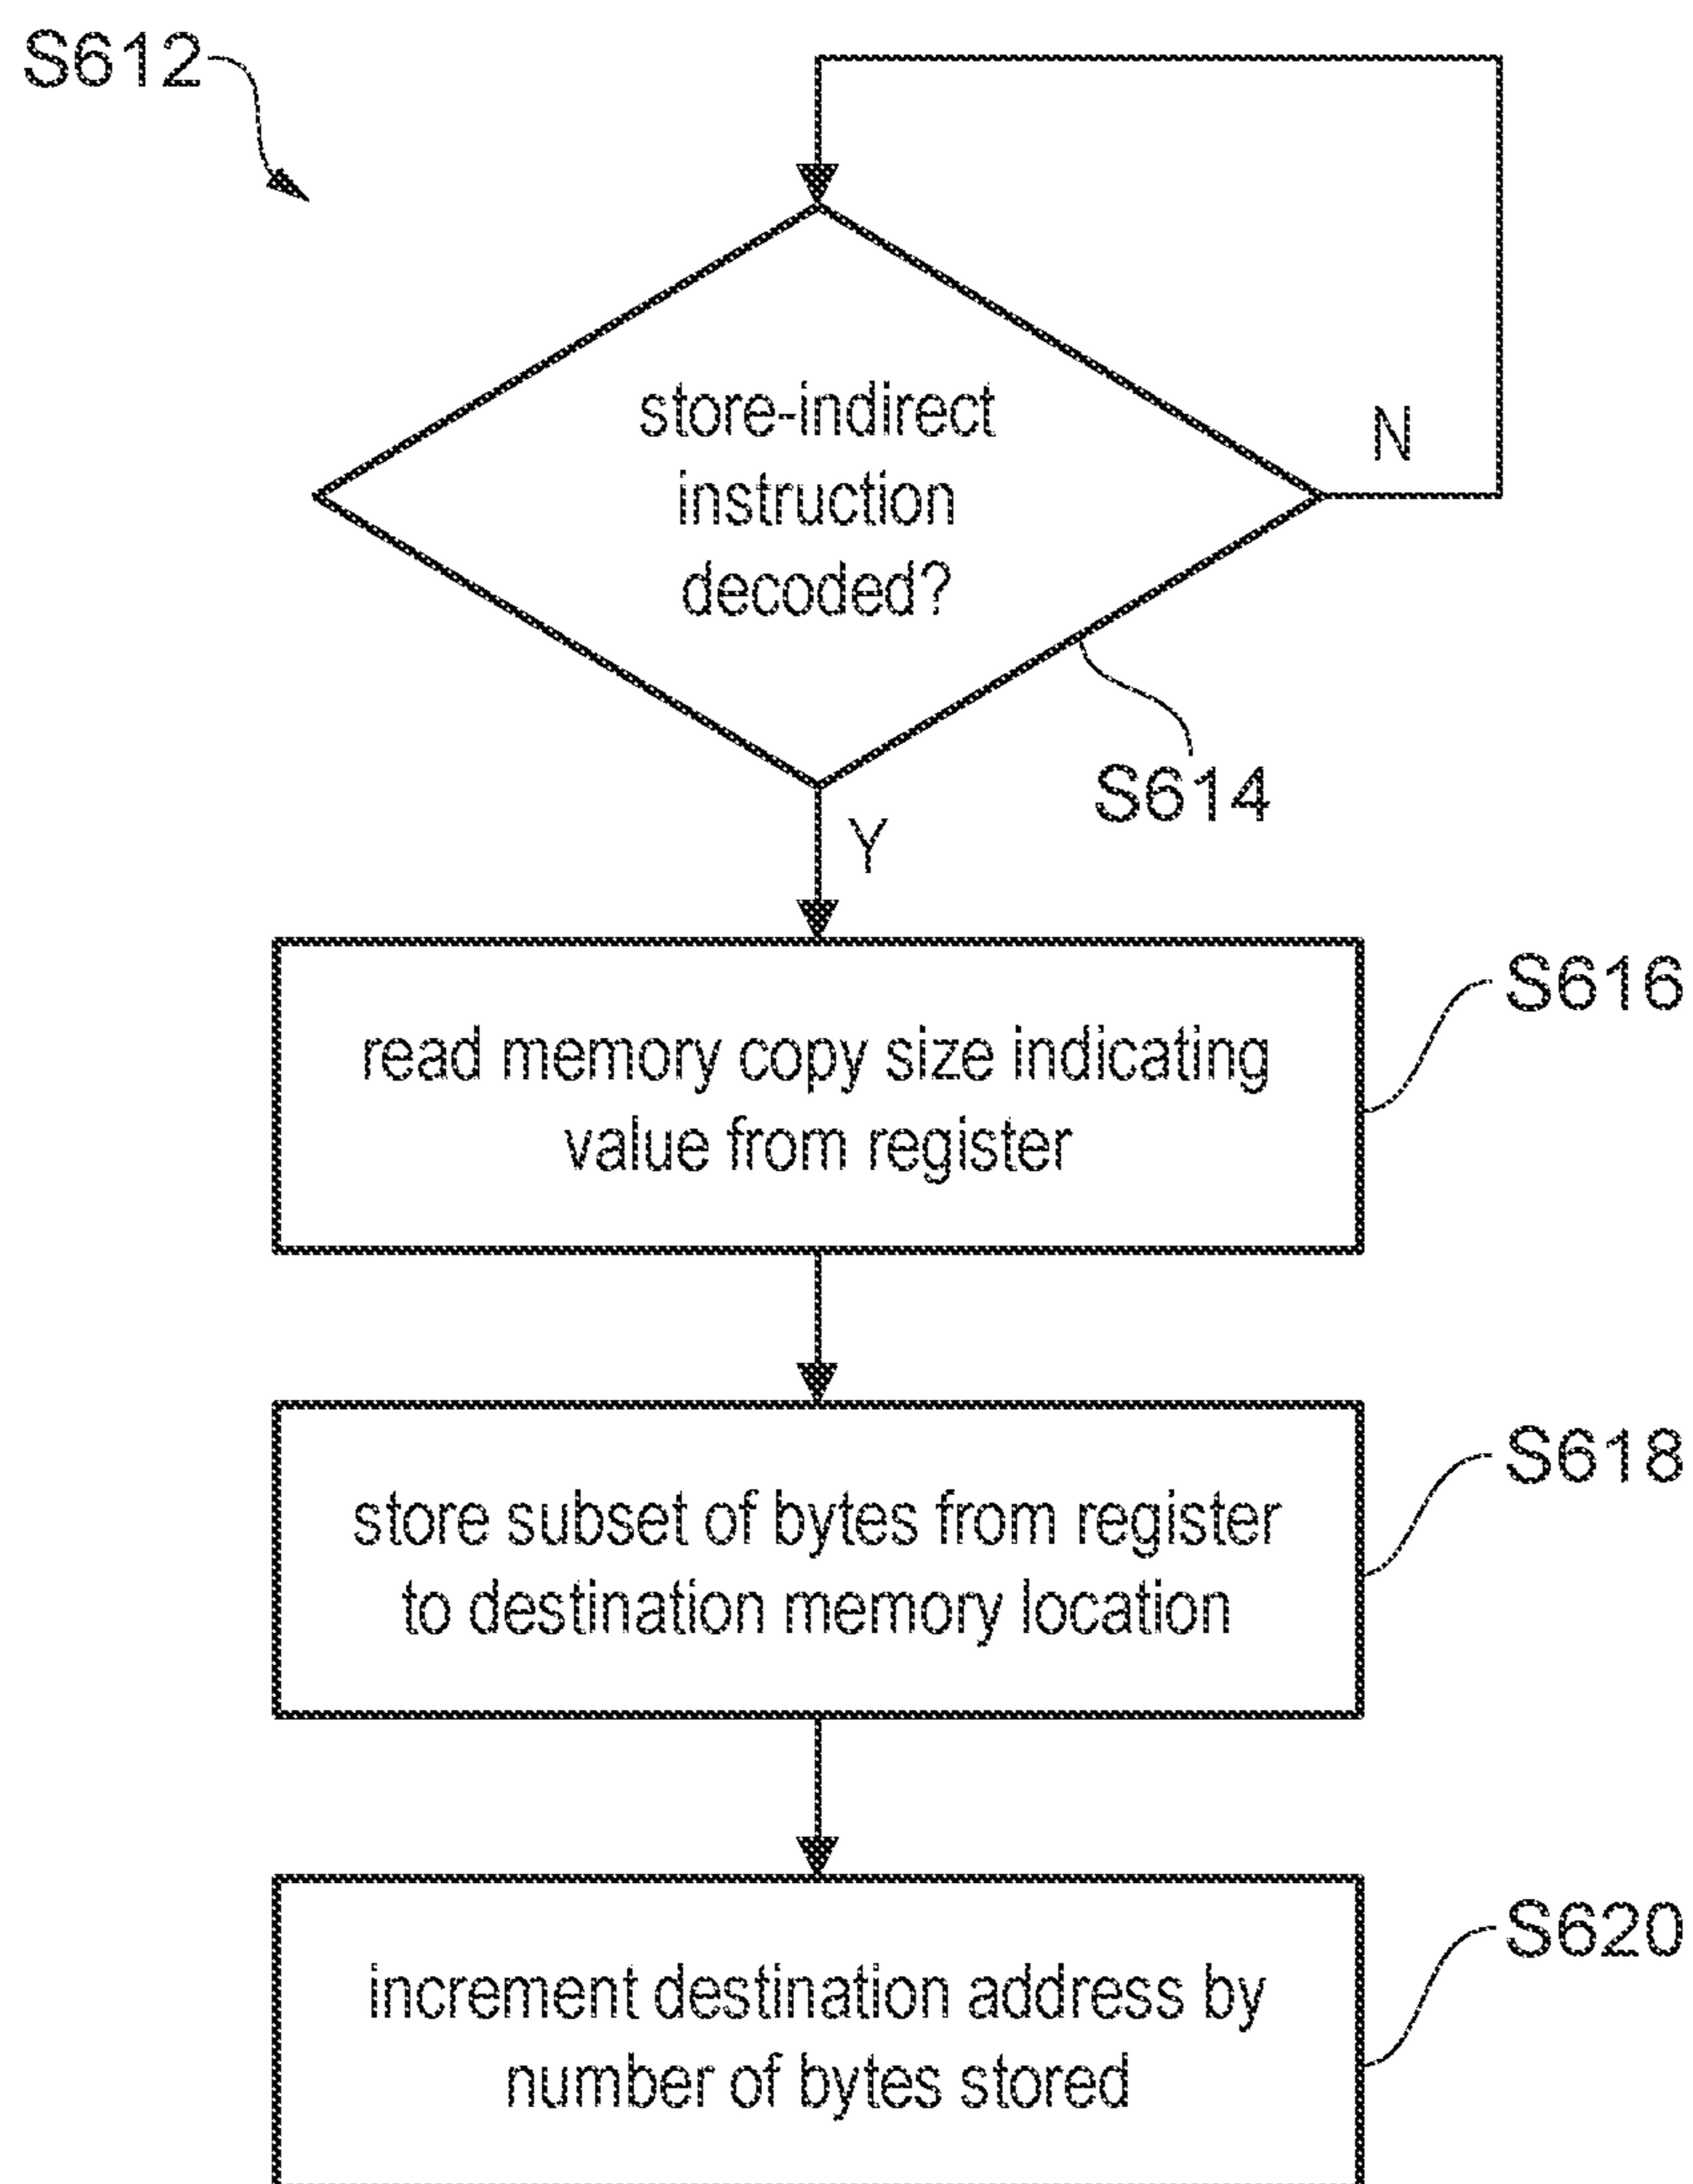 S612
store-indirect
instruction
decoded?
N
S614
Y
read memory copy size indicating
value from register
S616
store subset of bytes from register
to destination memory location
S618
increment destination address by
number of bytes stored
S620